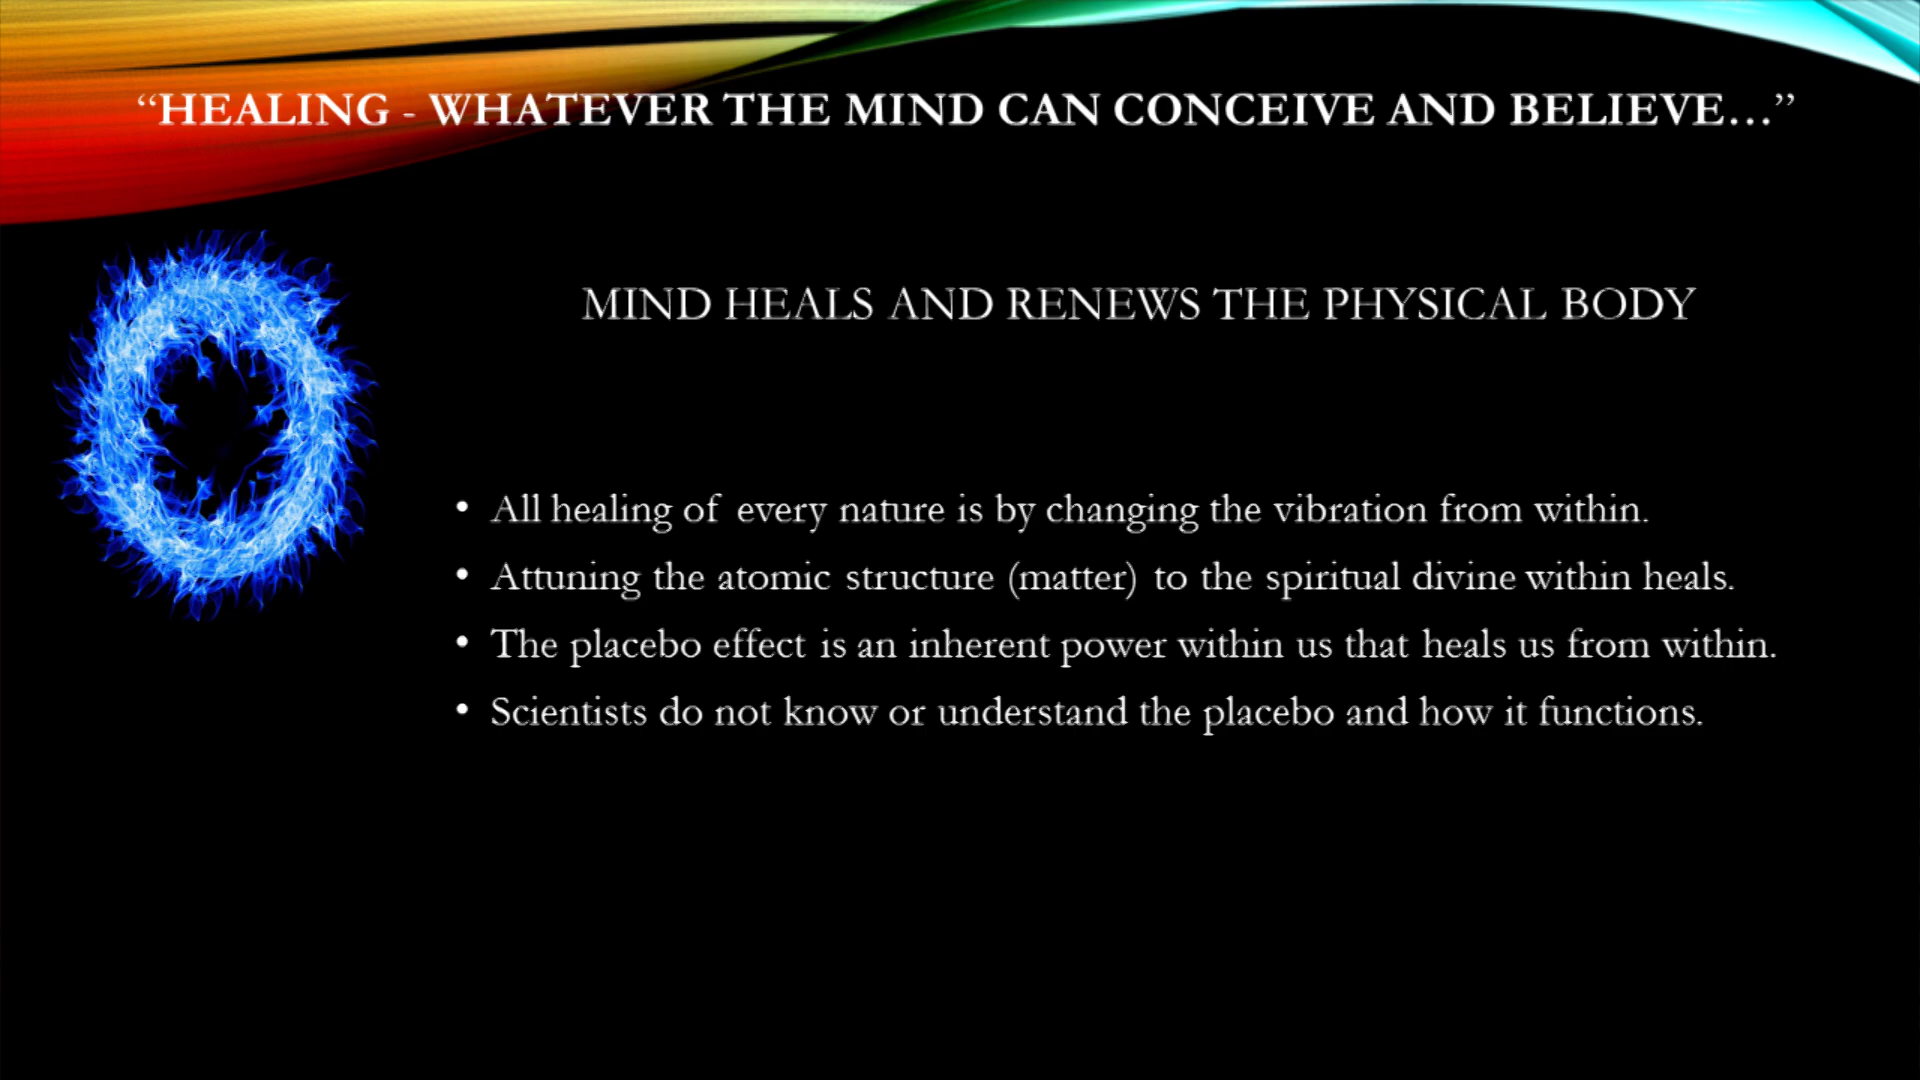 “HEALING - WHATEVER THE MIND CAN CONCEIVE AND BELIEVE…”
MIND HEALS AND RENEWS THE PHYSICAL BODY
• All healing of every nature is by changing the vibration from within.
• Attuning the atomic structure (matter) to the spiritual divine within heals.
• The placebo effect is an inherent power within us that heals us from within.
• Scientists do not know or understand the placebo and how it functions.